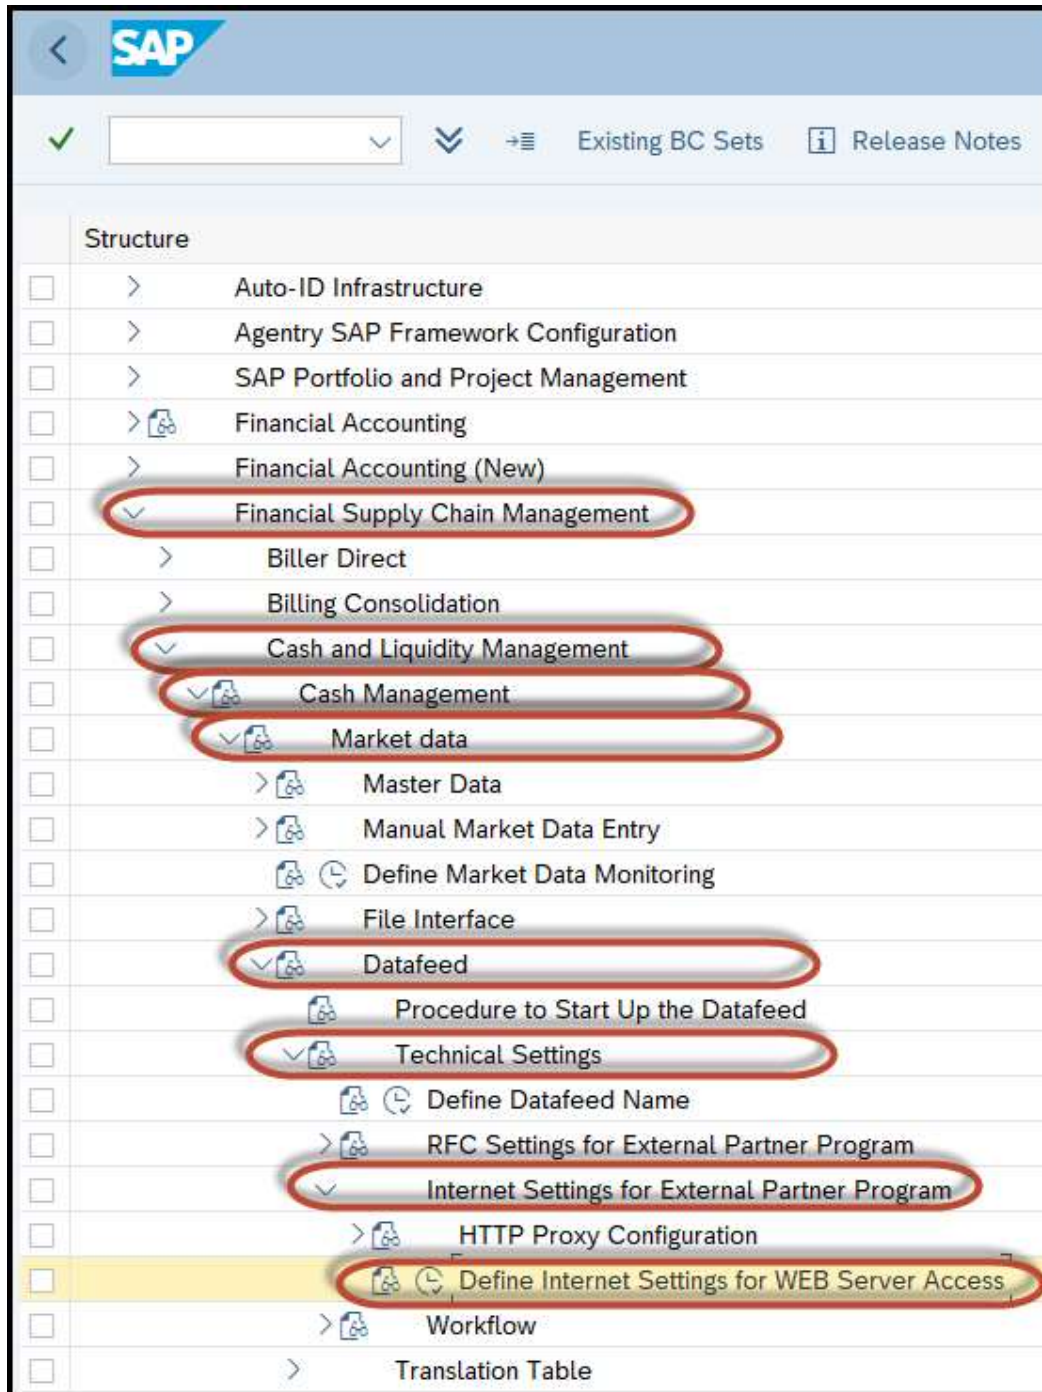 SAP
Existing BC Sets i Release Notes
Structure
Auto-ID Infrastructure
Agentry SAP Framework Configuration
SAP Portfolio and Project Management
Financial Accounting
Financial Accounting (New)
Financial Supply Chain Management
Biller Direct
Billing Consolidation
Cash and Liquidity Management
Cash Management
Market data
Master Data
Manual Market Data Entry
Define Market Data Monitoring
File Interface
Datafeed
Procedure to Start Up the Datafeed
Technical Settings
Define Datafeed Name
RFC Settings for External Partner Program
Internet Settings for External Partner Program
HTTP Proxy Configuration
Define Internet Settings for WEB Server Access
Workflow
Translation Table